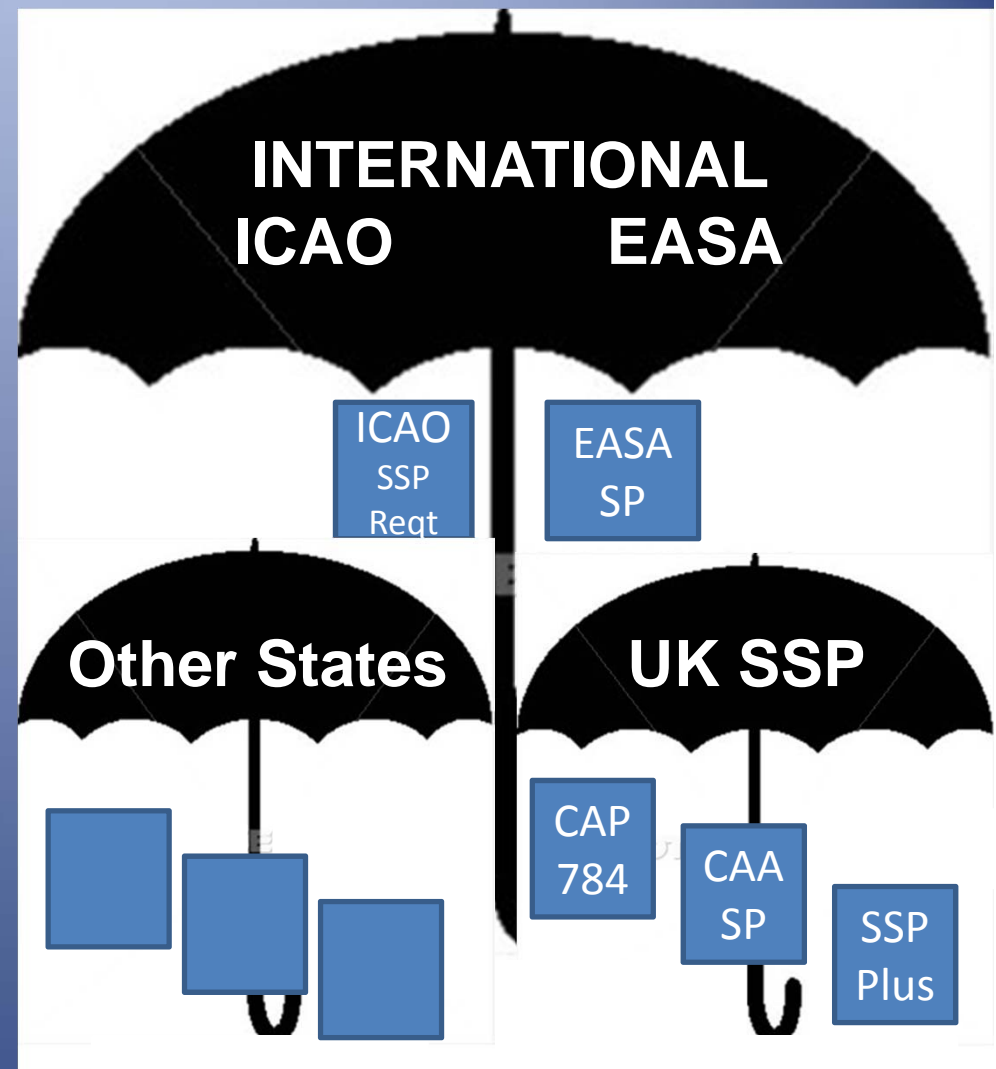 INTERNATIONAL
ICAO EASA
ICAO
SSP
Reqt
EASA
SP
Other States
UK SSP
CAP
784
CAA
SP
SSP
Plus